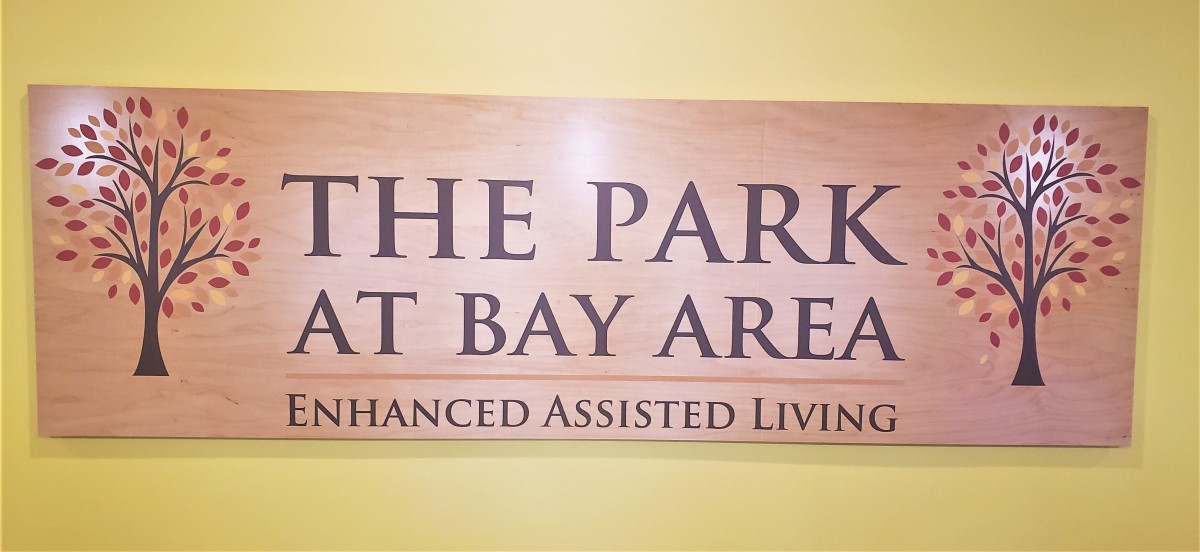 THE PARK
AT BAY AREA
ENHANCED ASSISTED LIVING